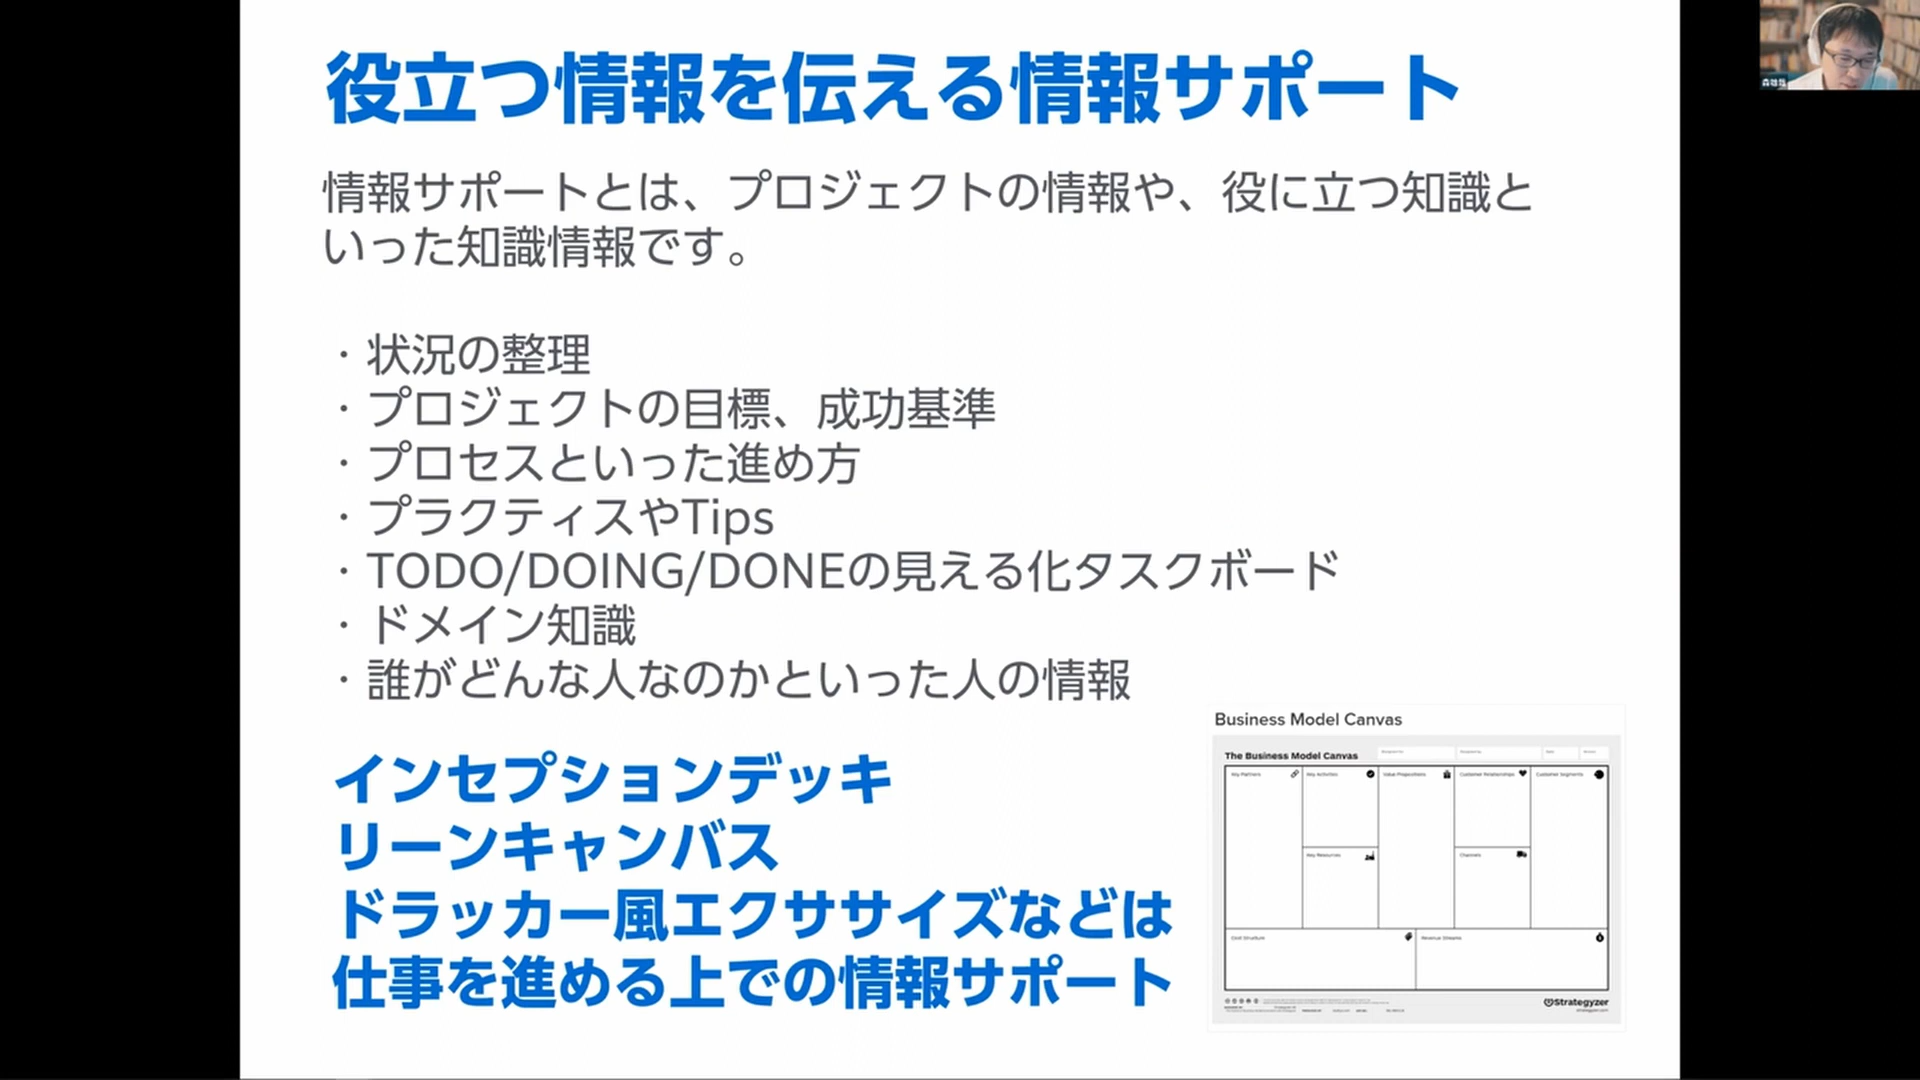 役立つ情報を伝える情報サポート
情報サポートとは、プロジェクトの情報や、役に立つ知識と
いった知識情報です。
・状況の整理
・プロジェクトの目標、成功基準
・プロセスといった進め方
・プラクティスやTips
・TODO/DOING/DONEの見える化タスクボード
・ドメイン知識
・誰がどんな人なのかといった人の情報
インセプションデッキ
リーンキャンバス
ドラッカー風エクササイズなどは
仕事を進める上での情報サポート
Business Model Canvas
The Business Model Canvas
Key Partners
Key Activities
Value Propositions
Customer Relationships
Customer Segments
Key Resources
Channels
Cost Structure
Revenue Streams
Strategyzer
strategyzer.com